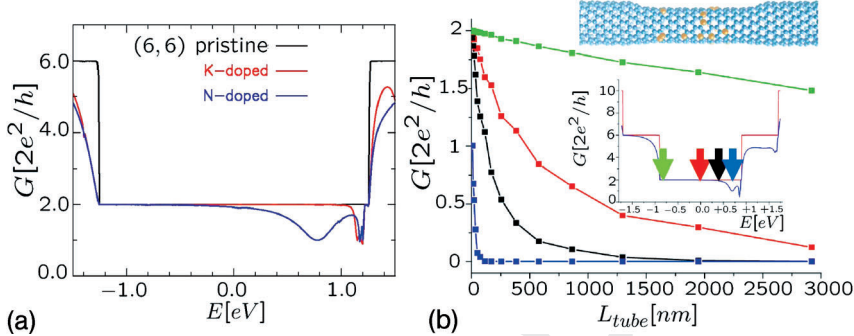 (6,6) pristine
K-doped
N-doped
G[2e²/h]
6.0
4.0
2.0
0.0
−1.0 0.0 1.0
E[eV]
(a)
G[2e²/h]
2
1.5
1
0.5
0
0 500 1000 1500 2000 2500 3000
L_tube[nm]
(b)
G[2e²/h]
10
8
6
4
2
0
−1.5 −1 −0.5 0.0 +0.5 +1 +1.5
E[eV]